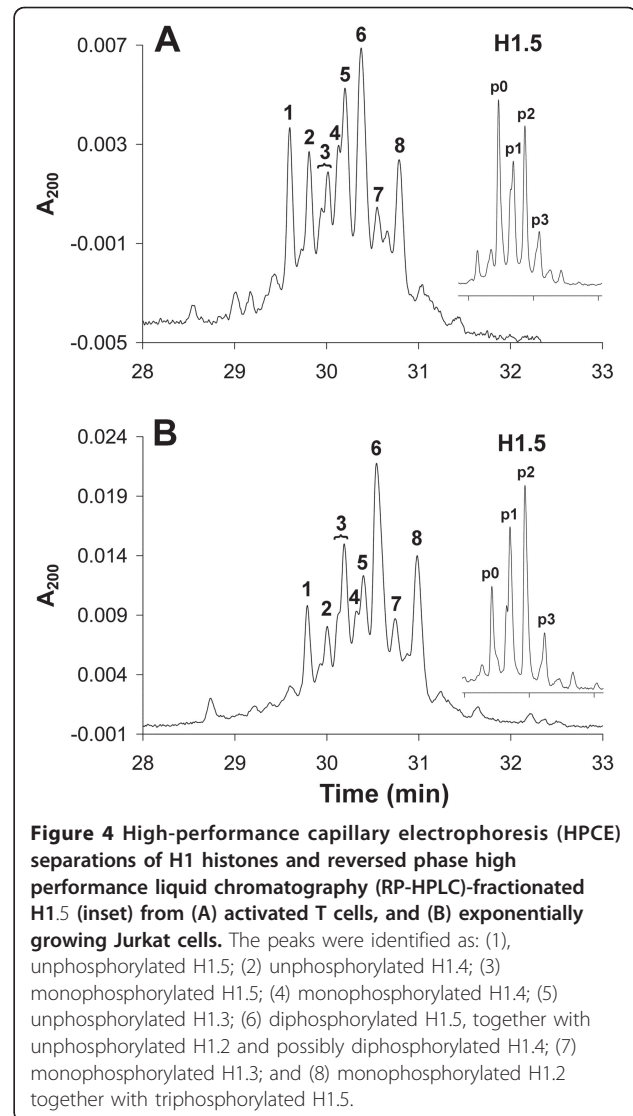 A
H1.5
0.007
0.003
-0.001
-0.005
A200
1
2
3
4
5
6
7
8
p0
p1
p2
p3
28 29 30 31 32 33
B
H1.5
0.024
0.019
0.014
0.009
0.004
-0.001
A200
1
2
3
4
5
6
7
8
p0
p1
p2
p3
28 29 30 31 32 33
Time (min)
Figure 4 High-performance capillary electrophoresis (HPCE)
separations of H1 histones and reversed phase high
performance liquid chromatography (RP-HPLC)-fractionated
H1.5 (inset) from (A) activated T cells, and (B) exponentially
growing Jurkat cells. The peaks were identified as: (1),
unphosphorylated H1.5; (2) unphosphorylated H1.4; (3)
monophosphorylated H1.5; (4) monophosphorylated H1.4; (5)
unphosphorylated H1.3; (6) diphosphorylated H1.5, together with
unphosphorylated H1.2 and possibly diphosphorylated H1.4; (7)
monophosphorylated H1.3; and (8) monophosphorylated H1.2
together with triphosphorylated H1.5.